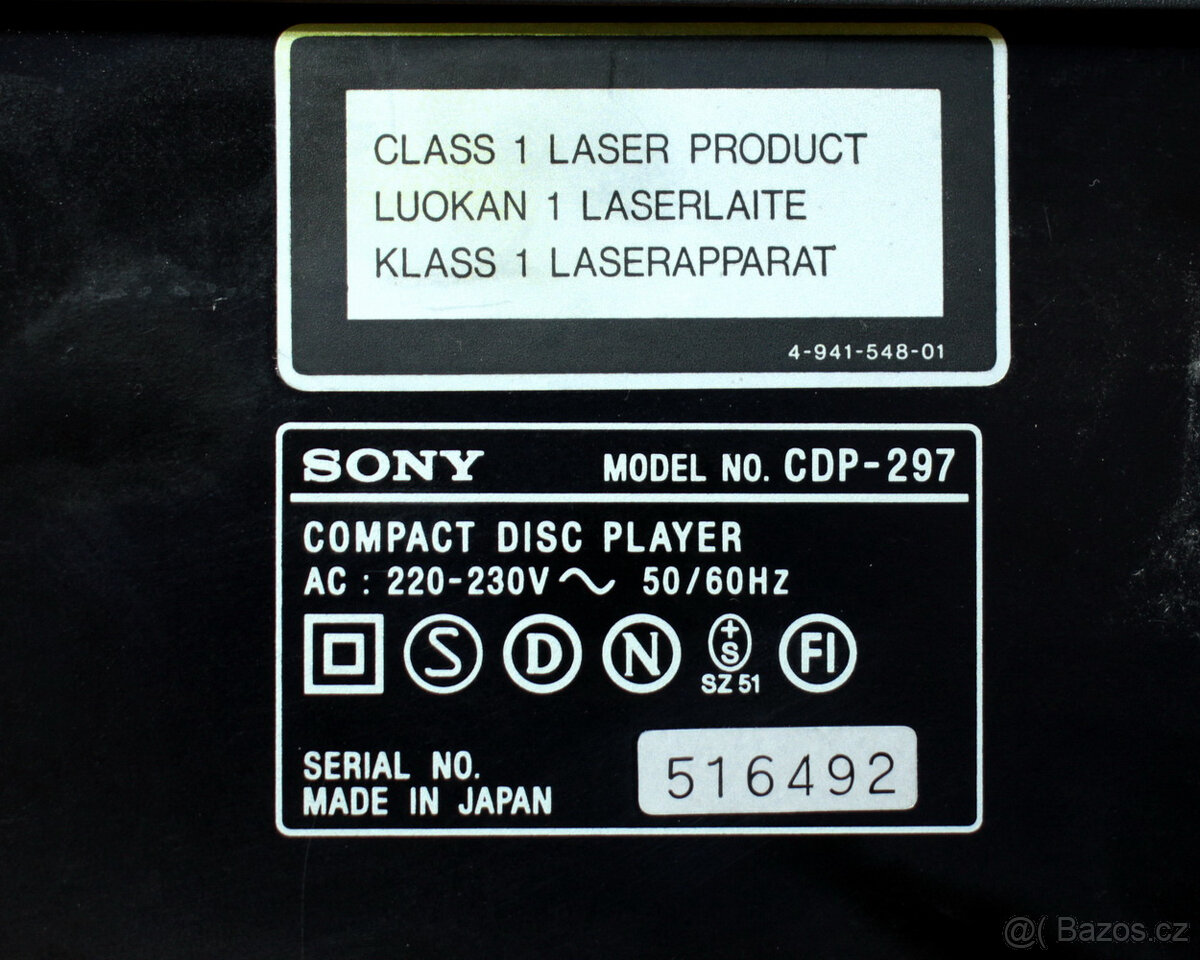 CLASS 1 LASER PRODUCT
LUOKAN 1 LASERLAITE
KLASS 1 LASERAPPARAT
4-941-548-01
SONY MODEL NO. CDP-297
COMPACT DISC PLAYER
AC : 220-230V ~ 50/60Hz
S D N +S FI
SZ 51
SERIAL NO. 516492
MADE IN JAPAN
@( Bazos.cz